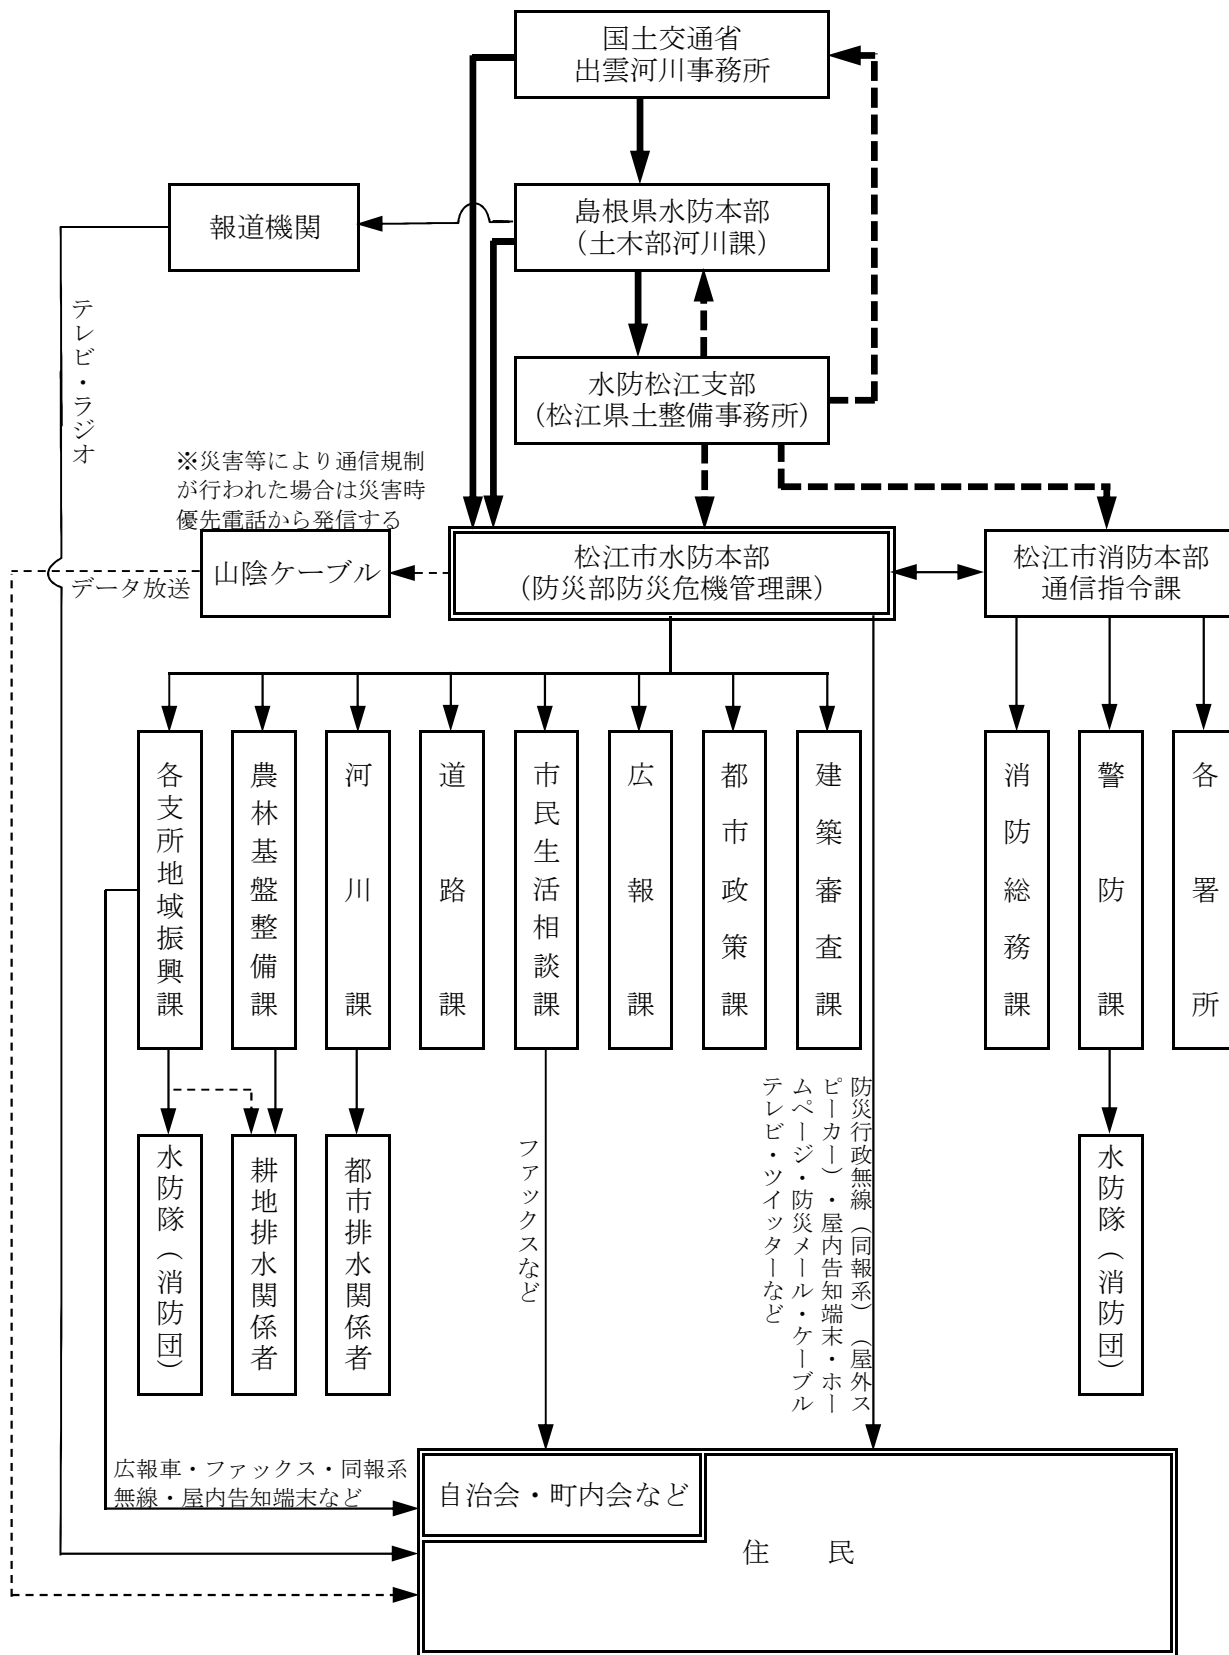 国土交通省
出雲河川事務所
報道機関
島根県水防本部
（土木部河川課）
テレビ・ラジオ
水防松江支部
（松江県土整備事務所）
※災害等により通信規制
が行われた場合は災害時
優先電話から発信する
データ放送
山陰ケーブル
松江市水防本部
（防災部防災危機管理課）
松江市消防本部
通信指令課
各支所地域振興課
農林基盤整備課
河川課
道路課
市民生活相談課
広報課
都市政策課
建築審査課
消防総務課
警防課
各署所
水防隊（消防団）
耕地排水関係者
都市排水関係者
ファックスなど
防災行政無線（同報系）（屋外ス
ピーカー）・屋内告知端末・ホー
ムページ・防災メール・ケーブル
テレビ・ツイッターなど
水防隊（消防団）
広報車・ファックス・同報系
無線・屋内告知端末など
自治会・町内会など
住　民